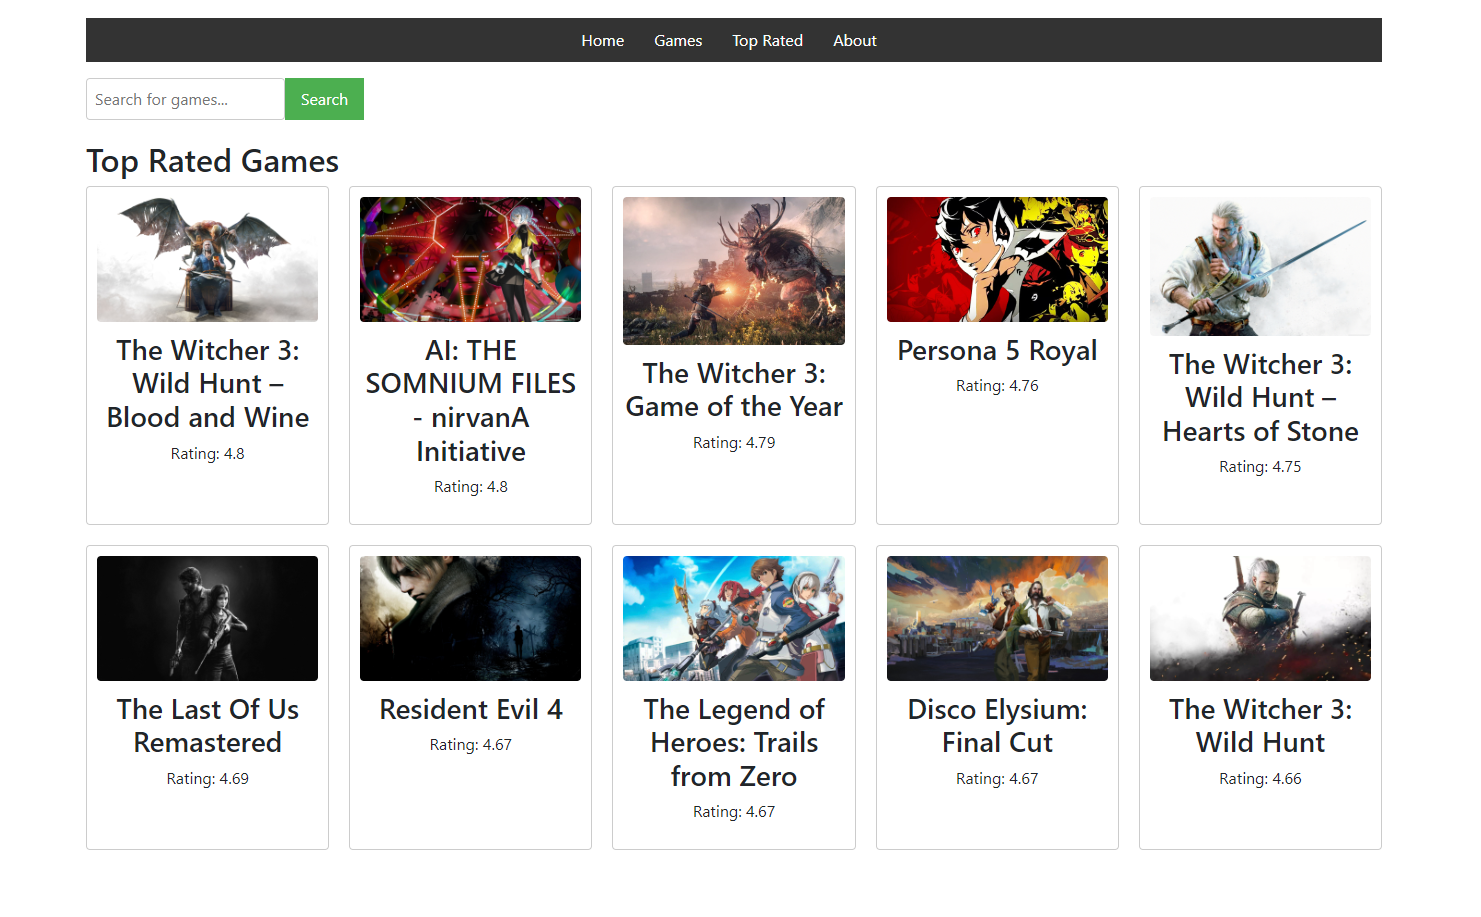 Home Games Top Rated About
Search for games...
Search
Top Rated Games
The Witcher 3:
Wild Hunt –
Blood and Wine
Rating: 4.8
AI: THE
SOMNIUM FILES
- nirvanA
Initiative
Rating: 4.8
The Witcher 3:
Game of the Year
Rating: 4.79
Persona 5 Royal
Rating: 4.76
The Witcher 3:
Wild Hunt –
Hearts of Stone
Rating: 4.75
The Last Of Us
Remastered
Rating: 4.69
Resident Evil 4
Rating: 4.67
The Legend of
Heroes: Trails
from Zero
Rating: 4.67
Disco Elysium:
Final Cut
Rating: 4.67
The Witcher 3:
Wild Hunt
Rating: 4.66